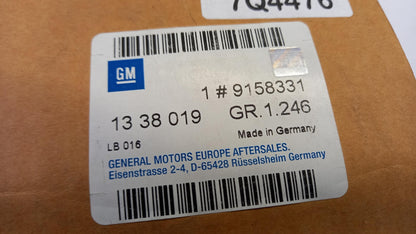 7Q4476
GM
1 # 9158331
13 38 019 GR.1.246
LB 016 Made in Germany
GENERAL MOTORS EUROPE AFTERSALES.
Eisenstrasse 2-4, D-65428 Rüsselsheim Germany